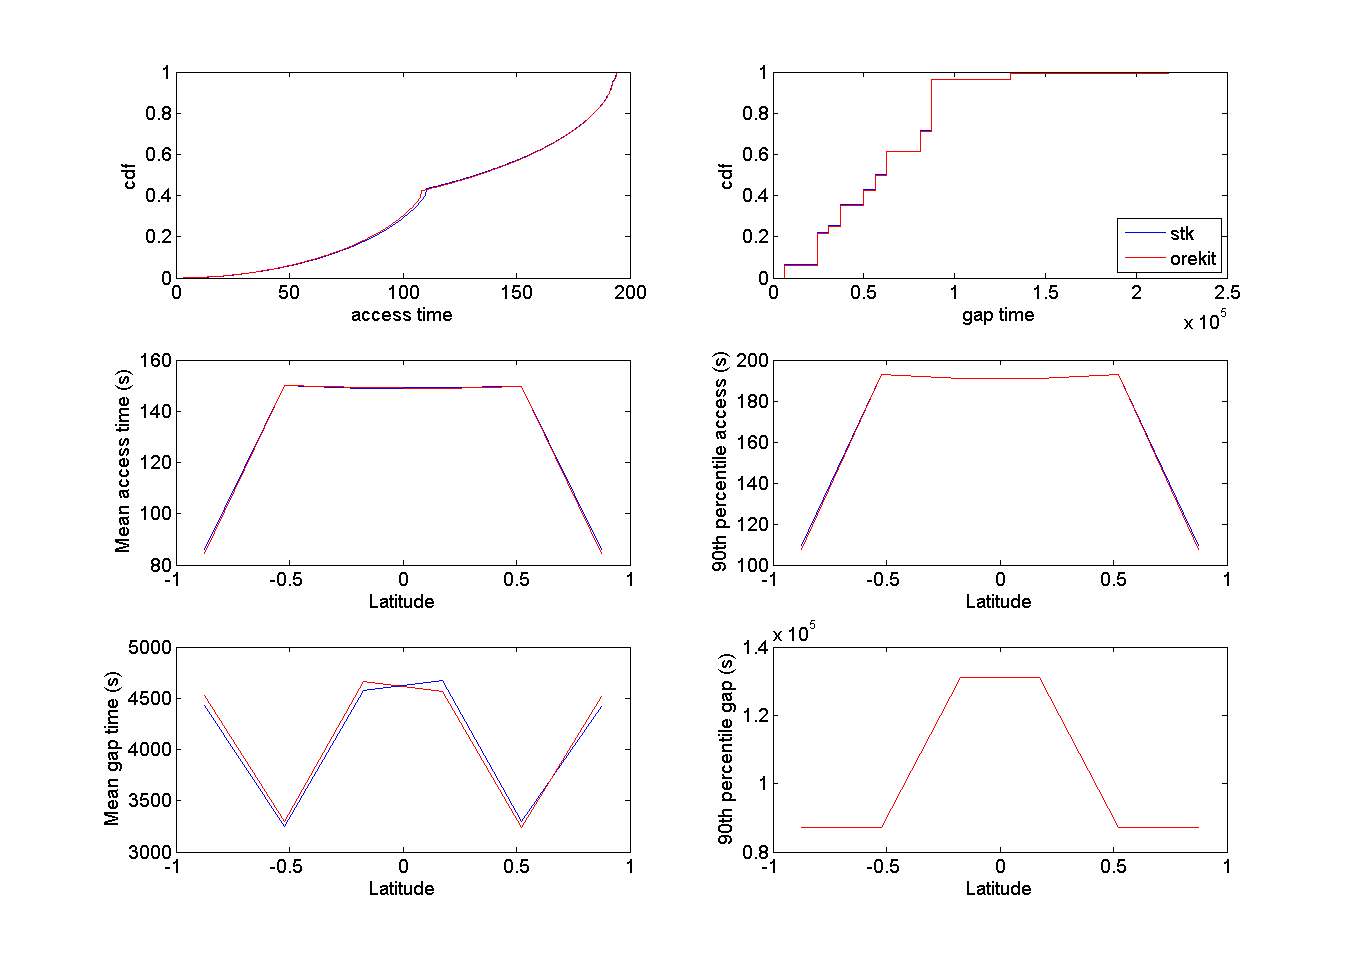 1
0.8
0.6
0.4
0.2
0
cdf
0 50 100 150 200
access time
1
0.8
0.6
0.4
0.2
0
cdf
stk
orekit
0 0.5 1 1.5 2 2.5
gap time
x 10^5
160
140
120
100
80
Mean access time (s)
-1 -0.5 0 0.5 1
Latitude
200
180
160
140
120
100
90th percentile access (s)
-1 -0.5 0 0.5 1
Latitude
5000
4500
4000
3500
3000
Mean gap time (s)
-1 -0.5 0 0.5 1
Latitude
x 10^5
1.4
1.2
1
0.8
90th percentile gap (s)
-1 -0.5 0 0.5 1
Latitude